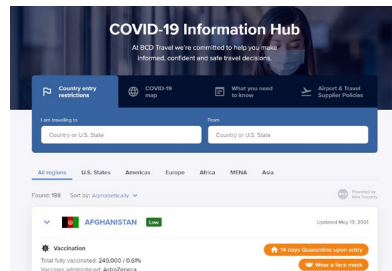 COVID-19 Information Hub
At BCD Travel we're committed to help you make
informed, confident and safe travel decisions.
Country entry restrictions
COVID-19 map
What you need to know
Airport & Travel Supplier Policies
I am travelling to
From
Country or U.S. State
Country or U.S. State
All regions U.S. States Americas Europe Africa MENA Asia
Found: 199 Sort by: Alphabetically
Powered by
AFGHANISTAN Low Updated May 13, 2021
Vaccination
14 days Quarantine upon entry
Total fully vaccinated: 240,000 / 0.61%
Wear a face mask
Vaccines administered: AstraZeneca